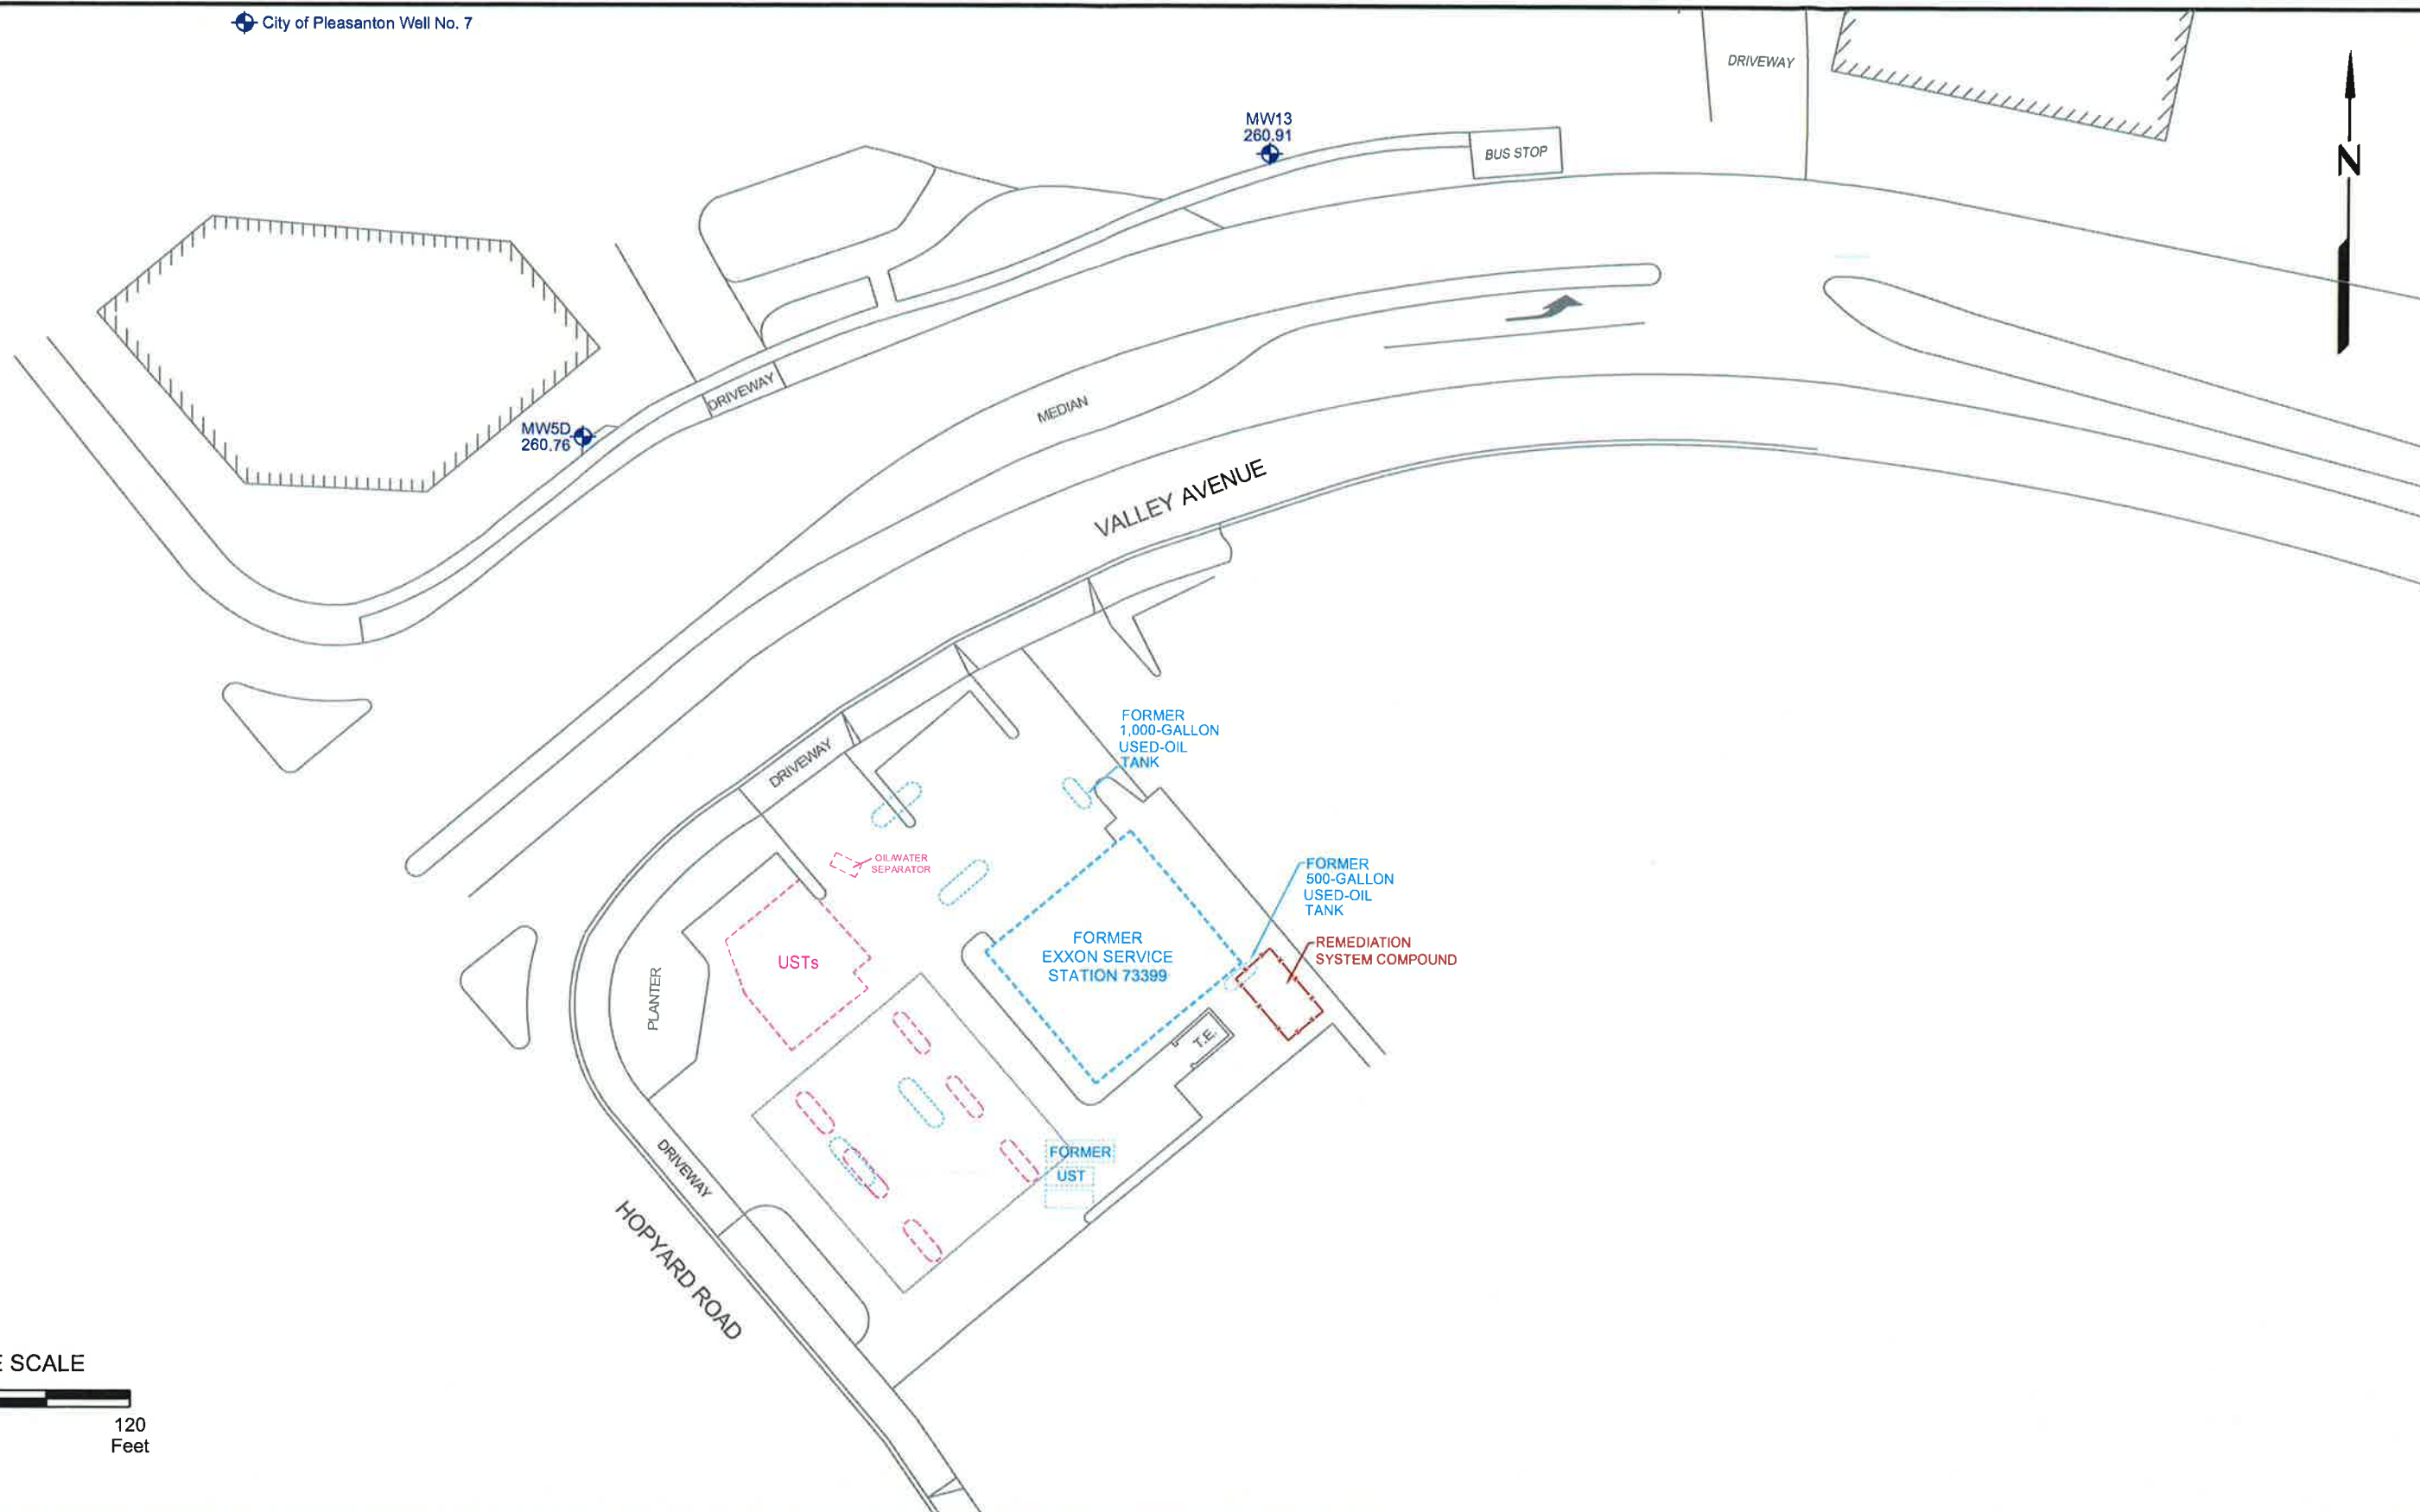 City of Pleasanton Well No. 7
DRIVEWAY
MW13
260.91
BUS STOP
N
DRIVEWAY
MEDIAN
MW5D
260.76
VALLEY AVENUE
FORMER
1,000-GALLON
USED-OIL
TANK
DRIVEWAY
OIL/WATER
SEPARATOR
FORMER
500-GALLON
USED-OIL
TANK
USTs
FORMER
EXXON SERVICE
STATION 73399
REMEDIATION
SYSTEM COMPOUND
PLANTER
T.E.
FORMER
UST
DRIVEWAY
HOPYARD ROAD
E SCALE
120
Feet